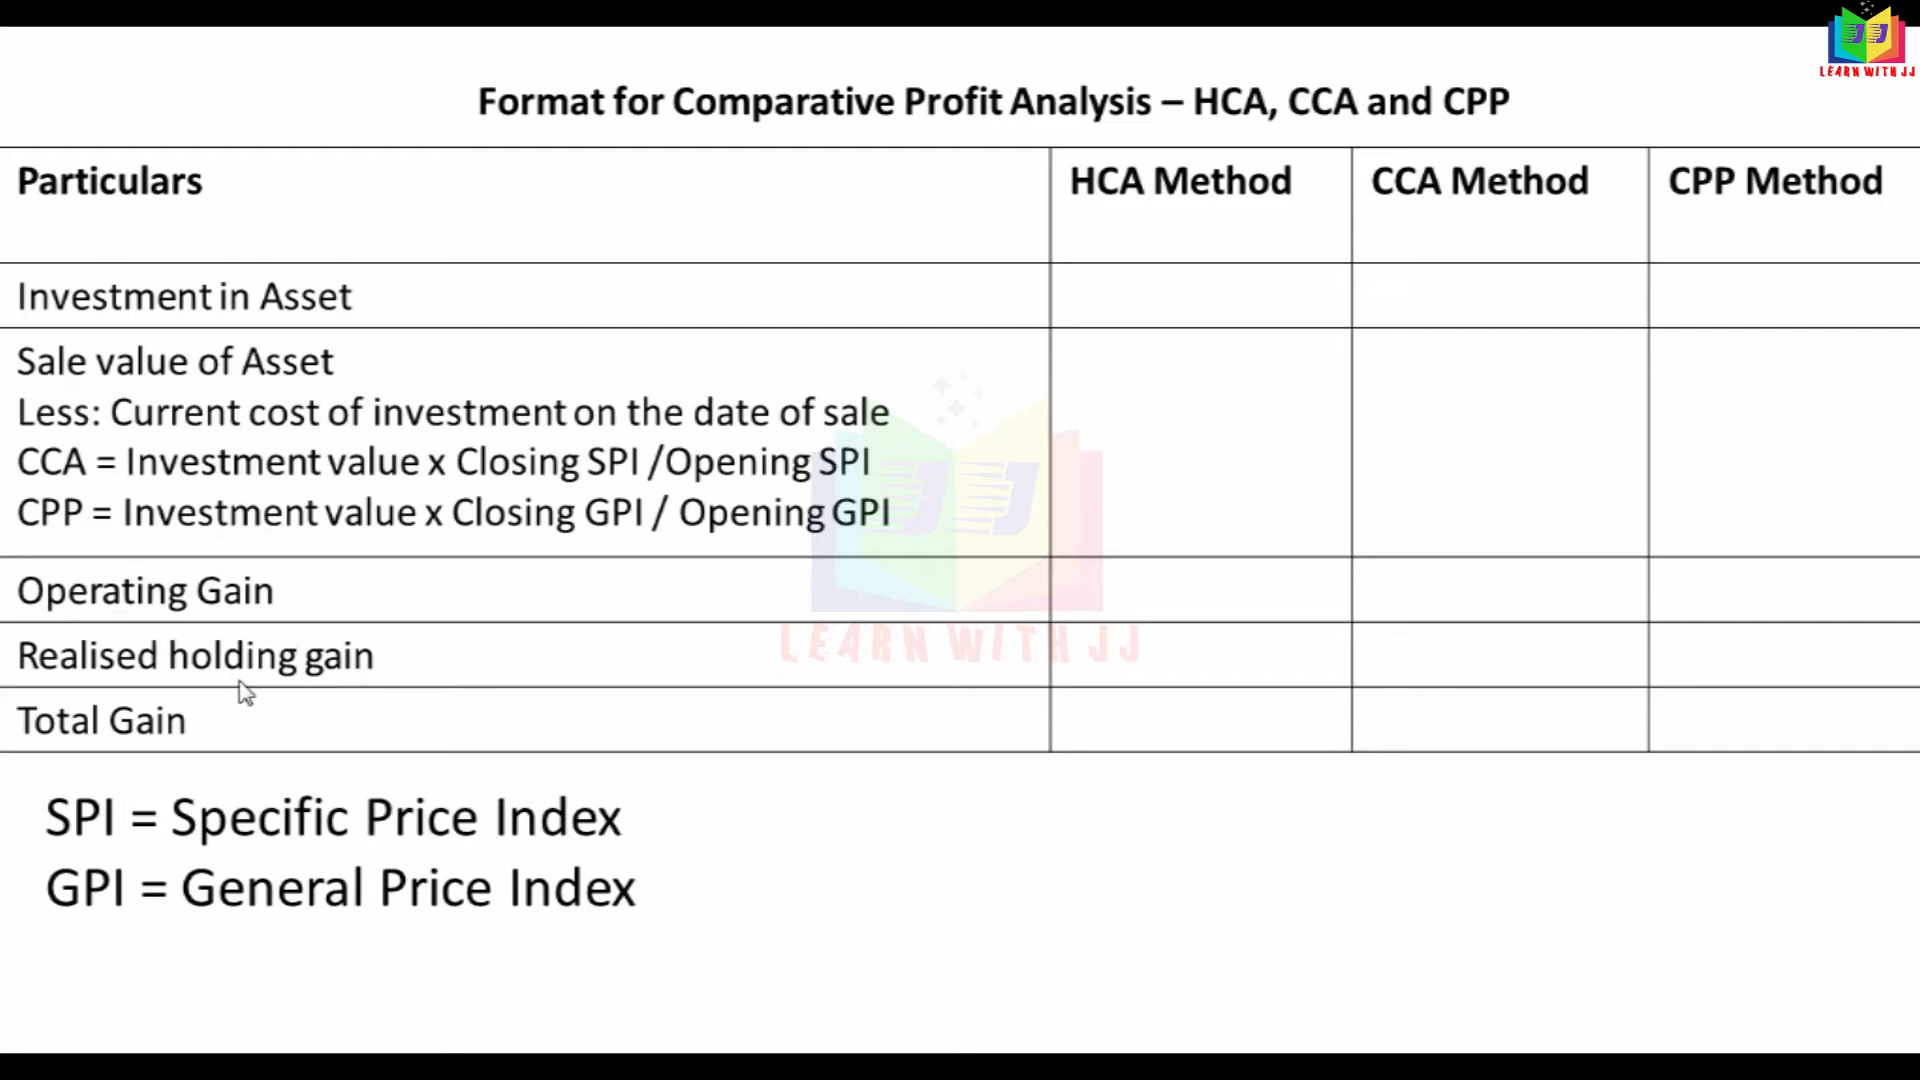 LEARN WITH JJ
Format for Comparative Profit Analysis – HCA, CCA and CPP
Particulars HCA Method CCA Method CPP Method
Investment in Asset
Sale value of Asset
Less: Current cost of investment on the date of sale
CCA = Investment value x Closing SPI /Opening SPI
CPP = Investment value x Closing GPI / Opening GPI
JJ
Operating Gain
Realised holding gain
LEARN WITH JJ
Total Gain
SPI = Specific Price Index
GPI = General Price Index